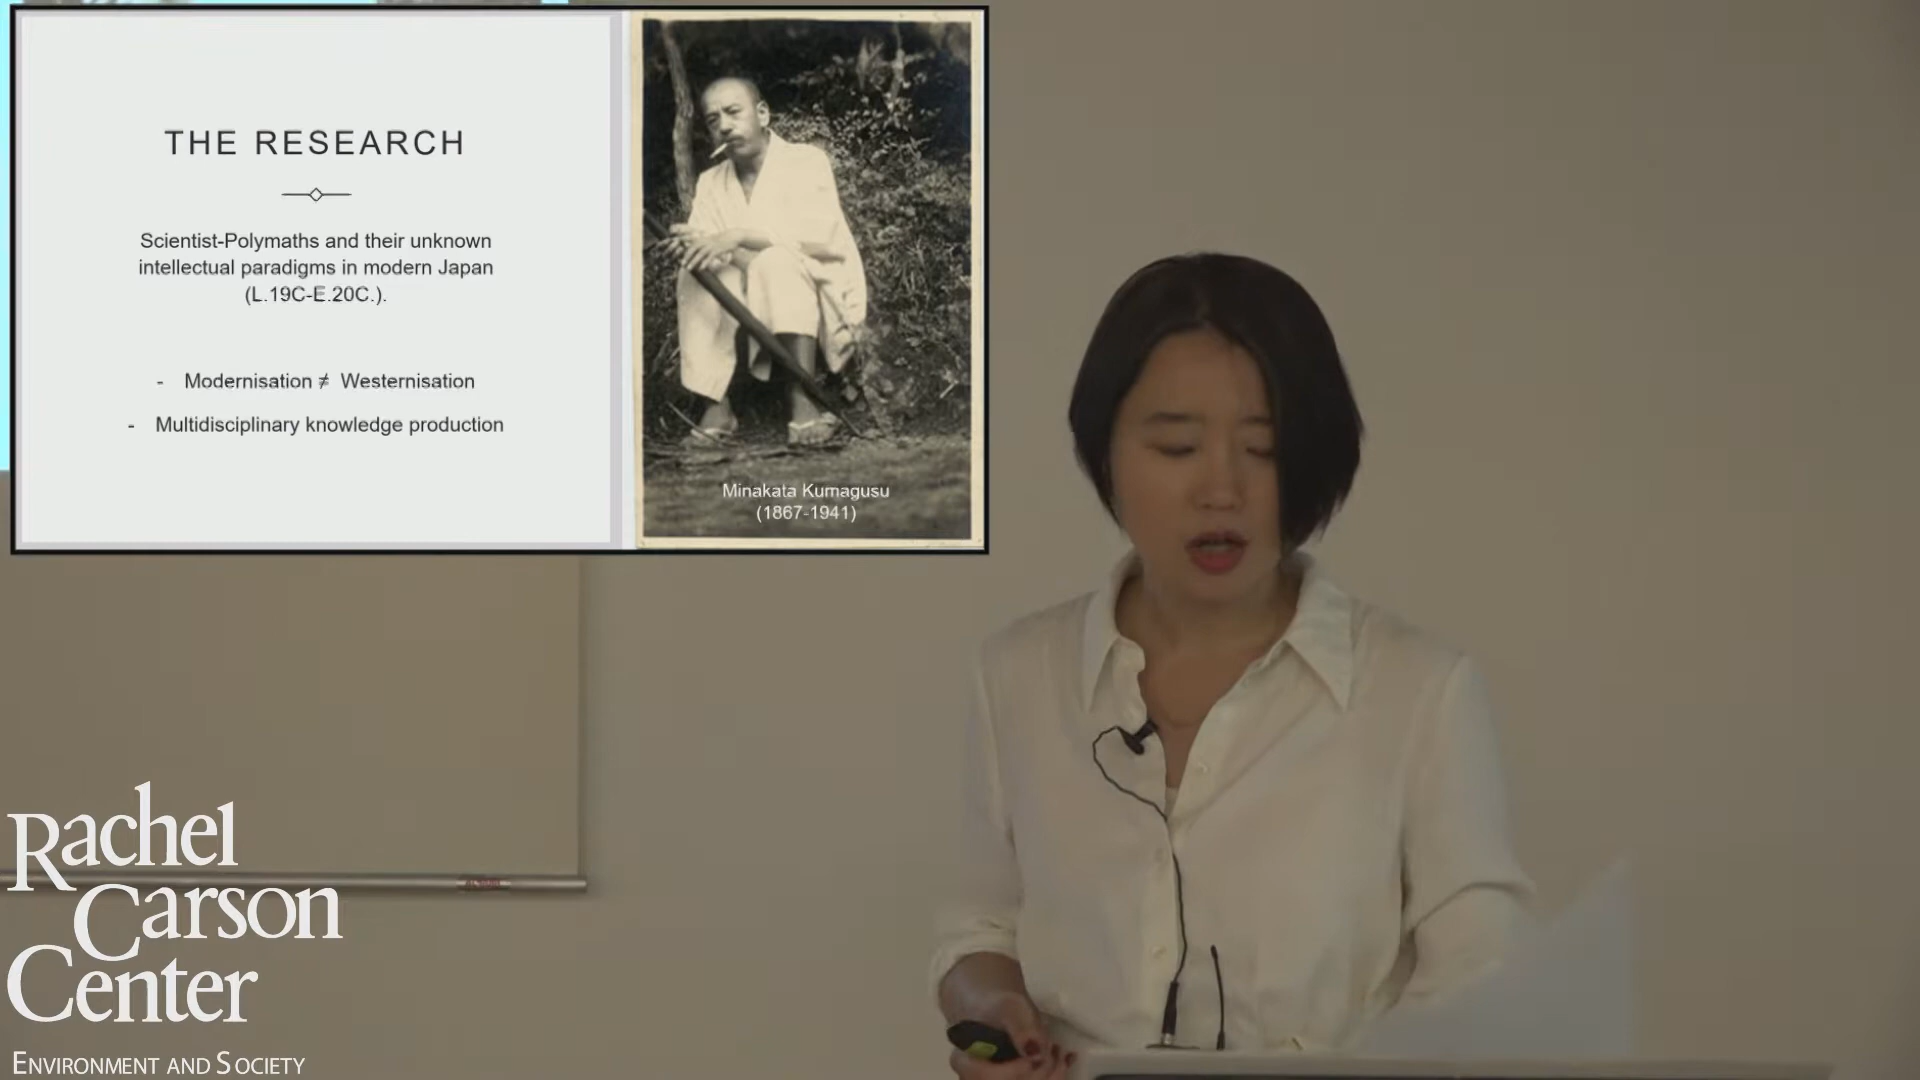 THE RESEARCH
Scientist-Polymaths and their unknown
intellectual paradigms in modern Japan
(L.19C-E.20C.).
- Modernisation ≠ Westernisation
- Multidisciplinary knowledge production
Minakata Kumagusu
(1867-1941)
Rachel
Carson
Center
ENVIRONMENT AND SOCIETY